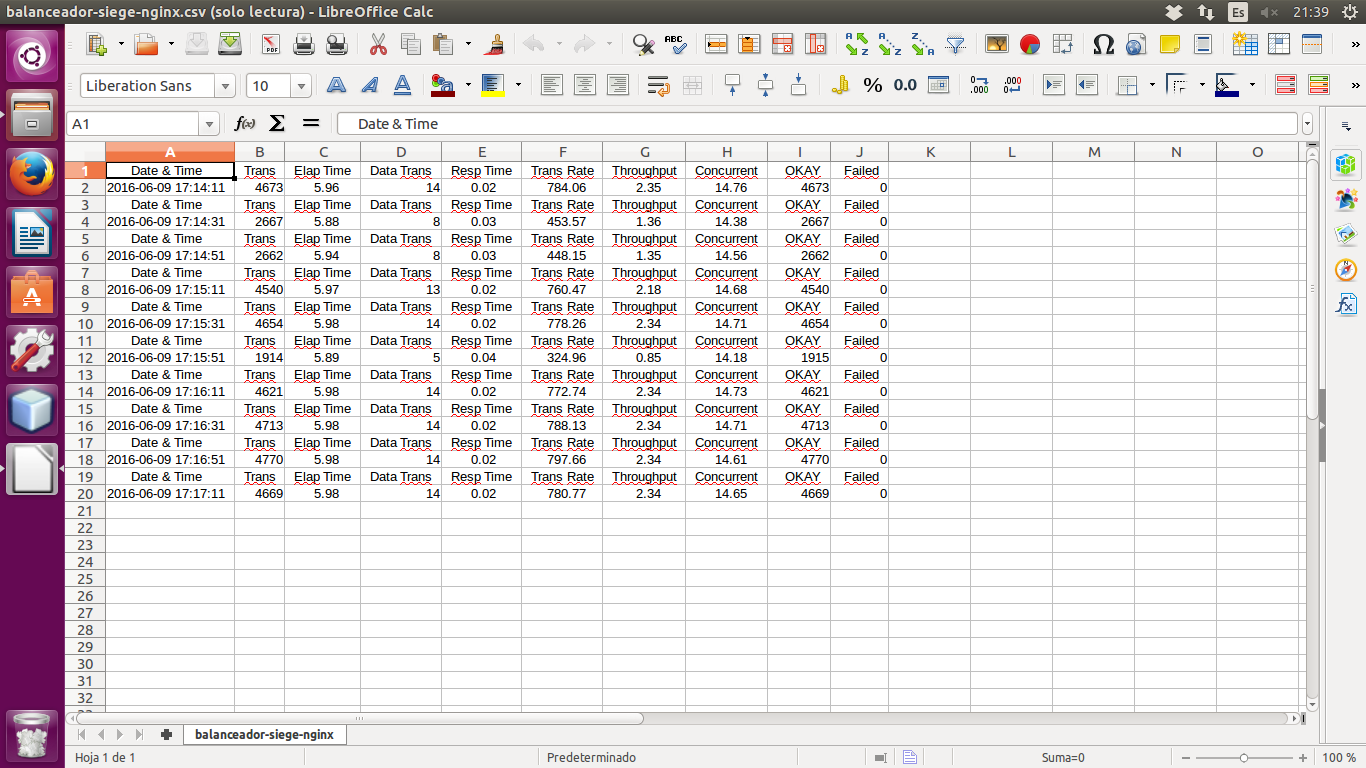 balanceador-siege-nginx.csv (solo lectura) - LibreOffice Calc Es 21:39
Liberation Sans 10
A1 Date & Time
A B C D E F G H I J K L M N O
1 Date & Time Trans Elap Time Data Trans Resp Time Trans Rate Throughput Concurrent OKAY Failed
2 2016-06-09 17:14:11 4673 5.96 14 0.02 784.06 2.35 14.76 4673 0
3 Date & Time Trans Elap Time Data Trans Resp Time Trans Rate Throughput Concurrent OKAY Failed
4 2016-06-09 17:14:31 2667 5.88 8 0.03 453.57 1.36 14.38 2667 0
5 Date & Time Trans Elap Time Data Trans Resp Time Trans Rate Throughput Concurrent OKAY Failed
6 2016-06-09 17:14:51 2662 5.94 8 0.03 448.15 1.35 14.56 2662 0
7 Date & Time Trans Elap Time Data Trans Resp Time Trans Rate Throughput Concurrent OKAY Failed
8 2016-06-09 17:15:11 4540 5.97 13 0.02 760.47 2.18 14.68 4540 0
9 Date & Time Trans Elap Time Data Trans Resp Time Trans Rate Throughput Concurrent OKAY Failed
10 2016-06-09 17:15:31 4654 5.98 14 0.02 778.26 2.34 14.71 4654 0
11 Date & Time Trans Elap Time Data Trans Resp Time Trans Rate Throughput Concurrent OKAY Failed
12 2016-06-09 17:15:51 1914 5.89 5 0.04 324.96 0.85 14.18 1915 0
13 Date & Time Trans Elap Time Data Trans Resp Time Trans Rate Throughput Concurrent OKAY Failed
14 2016-06-09 17:16:11 4621 5.98 14 0.02 772.74 2.34 14.73 4621 0
15 Date & Time Trans Elap Time Data Trans Resp Time Trans Rate Throughput Concurrent OKAY Failed
16 2016-06-09 17:16:31 4713 5.98 14 0.02 788.13 2.34 14.71 4713 0
17 Date & Time Trans Elap Time Data Trans Resp Time Trans Rate Throughput Concurrent OKAY Failed
18 2016-06-09 17:16:51 4770 5.98 14 0.02 797.66 2.34 14.61 4770 0
19 Date & Time Trans Elap Time Data Trans Resp Time Trans Rate Throughput Concurrent OKAY Failed
20 2016-06-09 17:17:11 4669 5.98 14 0.02 780.77 2.34 14.65 4669 0
21
22
23
24
25
26
27
28
29
30
31
32
balanceador-siege-nginx
Hoja 1 de 1 Predeterminado Suma=0 100 %